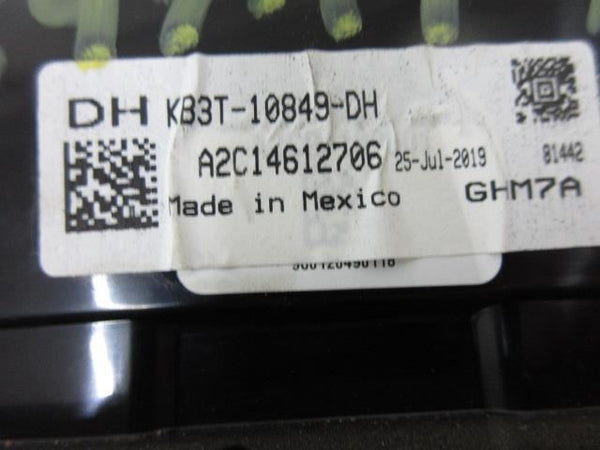 DH KB3T-10849-DH
A2C14612706 25-Jul-2019 81442
Made in Mexico GHM7A